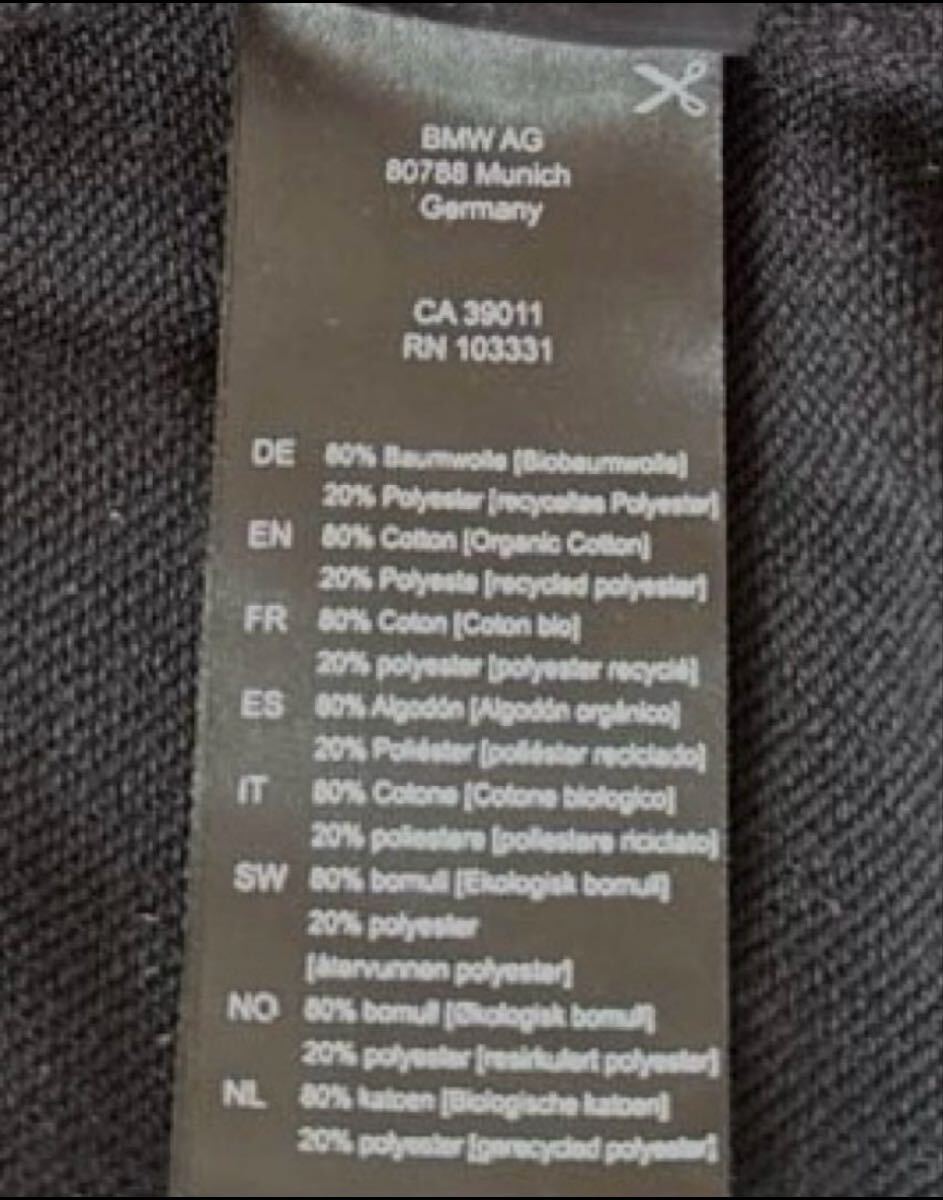 BMW AG
80788 Munich
Germany
CA 39011
RN 103331
DE 80% Baumwolle [Biobaumwolle]
20% Polyester [recyceltes Polyester]
EN 80% Cotton [Organic Cotton]
20% Polyeste [recycled polyester]
FR 80% Coton [Coton bio]
20% polyester [polyester recyclé]
ES 80% Algodón [Algodón orgánico]
20% Poliéster [poliéster reciclado]
IT 80% Cotone [Cotone biologico]
20% poliestere [poliestere riciclato]
SW 80% bomull [Ekologisk bomull]
20% polyester
[återvunnen polyester]
NO 80% bomull [Økologisk bomull]
20% polyester [resirkulert polyester]
NL 80% katoen [Biologische katoen]
20% polyester [gerecycled polyester]